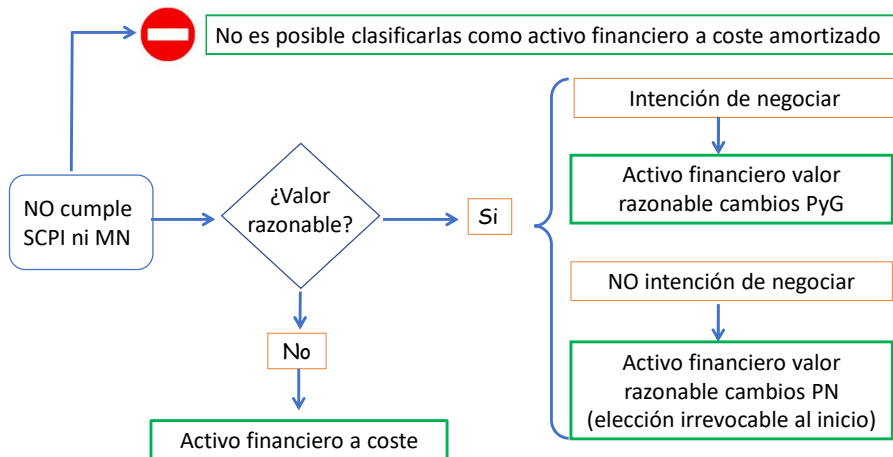 No es posible clasificarlas como activo financiero a coste amortizado
NO cumple
SCPI ni MN
¿Valor
razonable?
Si
No
Activo financiero a coste
Intención de negociar
Activo financiero valor
razonable cambios PyG
NO intención de negociar
Activo financiero valor
razonable cambios PN
(elección irrevocable al inicio)